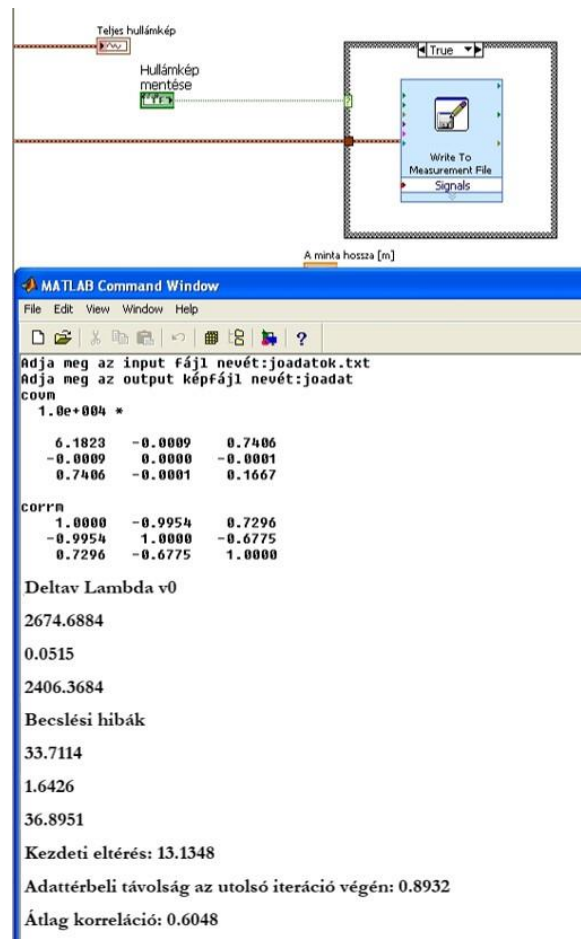 Teljes hullámkép
Hullámkép
mentése
TF
True
?
Write To
Measurement File
Signals
A minta hossza [m]
MATLAB Command Window
File Edit View Window Help
?
Adja meg az input fájl nevét:joadatok.txt
Adja meg az output képfájl nevét:joadat
covm
1.0e+004 *
6.1823 -0.0009 0.7406
-0.0009 0.0000 -0.0001
0.7406 -0.0001 0.1667
corrm
1.0000 -0.9954 0.7296
-0.9954 1.0000 -0.6775
0.7296 -0.6775 1.0000
Deltav Lambda v0
2674.6884
0.0515
2406.3684
Becslési hibák
33.7114
1.6426
36.8951
Kezdeti eltérés: 13.1348
Adattérbeli távolság az utolsó iteráció végén: 0.8932
Átlag korreláció: 0.6048